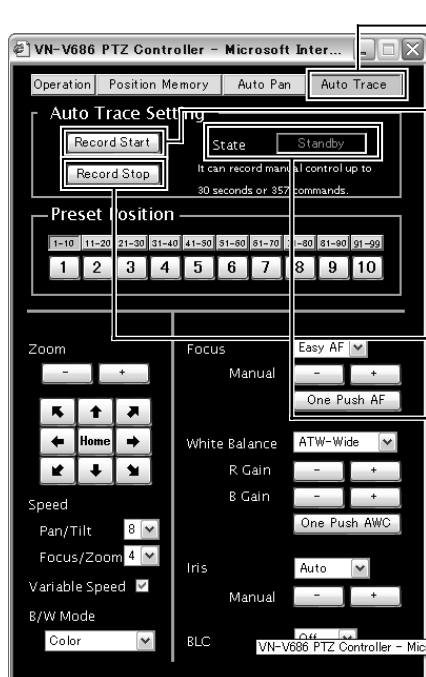 VN-V686 PTZ Controller - Microsoft Inter...
Operation Position Memory Auto Pan Auto Trace
Auto Trace Setting
Record Start
State Standby
Record Stop
It can record manual control up to
30 seconds or 357 commands.
Preset Position
1-10 11-20 21-30 31-40 41-50 51-60 61-70 71-80 81-90 91-99
1 2 3 4 5 6 7 8 9 10
Zoom
- +
Home
Speed
Pan/Tilt 8
Focus/Zoom 4
Variable Speed
B/W Mode
Color
Focus Easy AF
Manual - +
One Push AF
White Balance ATW-Wide
R Gain - +
B Gain - +
One Push AWC
Iris Auto
Manual - +
BLC Off
VN-V686 PTZ Controller - Mic